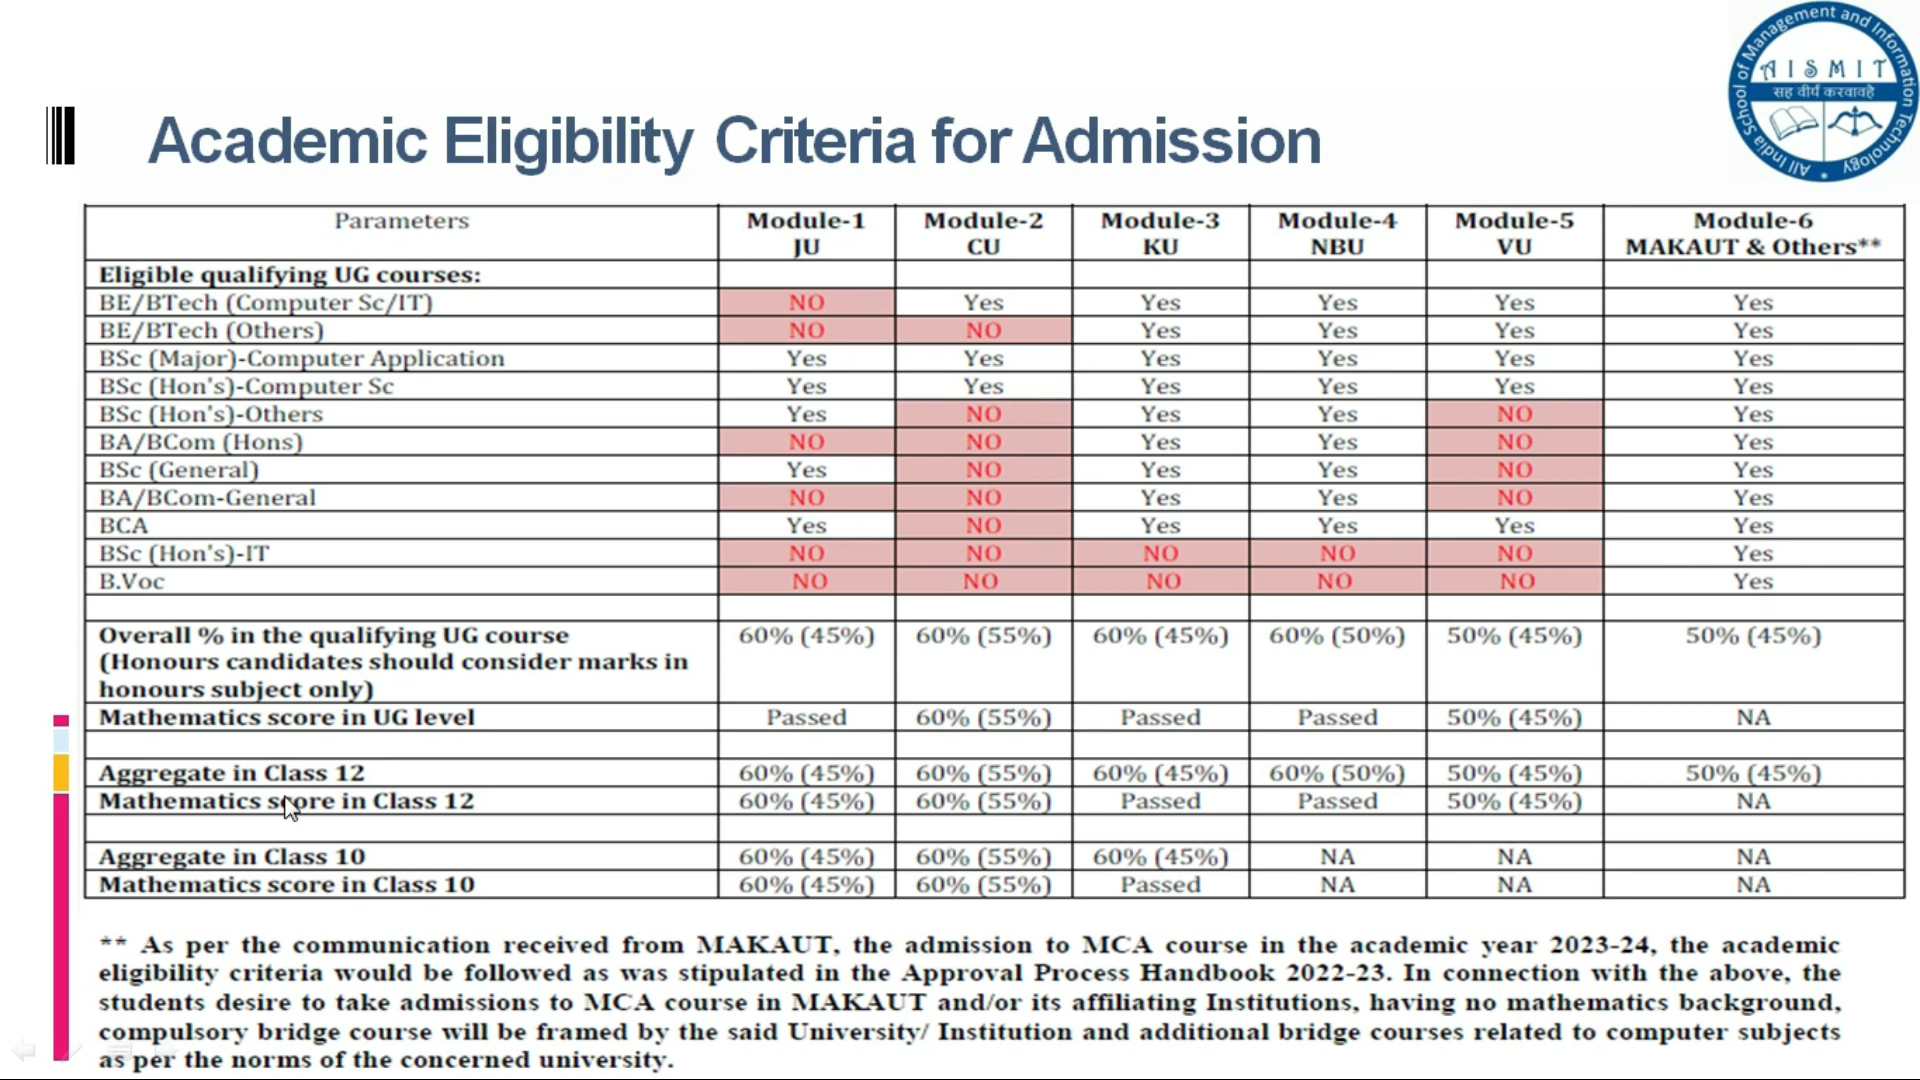 All India School of Management and Information Technology
AISMIT
सह वीर्यं करवावहै
Academic Eligibility Criteria for Admission
Parameters Module-1 JU Module-2 CU Module-3 KU Module-4 NBU Module-5 VU Module-6 MAKAUT & Others**
Eligible qualifying UG courses:
BE/BTech (Computer Sc/IT) NO Yes Yes Yes Yes Yes
BE/BTech (Others) NO NO Yes Yes Yes Yes
BSc (Major)-Computer Application Yes Yes Yes Yes Yes Yes
BSc (Hon's)-Computer Sc Yes Yes Yes Yes Yes Yes
BSc (Hon's)-Others Yes NO Yes Yes NO Yes
BA/BCom (Hons) NO NO Yes Yes NO Yes
BSc (General) Yes NO Yes Yes NO Yes
BA/BCom-General NO NO Yes Yes NO Yes
BCA Yes NO Yes Yes Yes Yes
BSc (Hon's)-IT NO NO NO NO NO Yes
B.Voc NO NO NO NO NO Yes
Overall % in the qualifying UG course 60% (45%) 60% (55%) 60% (45%) 60% (50%) 50% (45%) 50% (45%)
(Honours candidates should consider marks in
honours subject only)
Mathematics score in UG level Passed 60% (55%) Passed Passed 50% (45%) NA
Aggregate in Class 12 60% (45%) 60% (55%) 60% (45%) 60% (50%) 50% (45%) 50% (45%)
Mathematics score in Class 12 60% (45%) 60% (55%) Passed Passed 50% (45%) NA
Aggregate in Class 10 60% (45%) 60% (55%) 60% (45%) NA NA NA
Mathematics score in Class 10 60% (45%) 60% (55%) Passed NA NA NA
** As per the communication received from MAKAUT, the admission to MCA course in the academic year 2023-24, the academic
eligibility criteria would be followed as was stipulated in the Approval Process Handbook 2022-23. In connection with the above, the
students desire to take admissions to MCA course in MAKAUT and/or its affiliating Institutions, having no mathematics background,
compulsory bridge course will be framed by the said University/ Institution and additional bridge courses related to computer subjects
as per the norms of the concerned university.